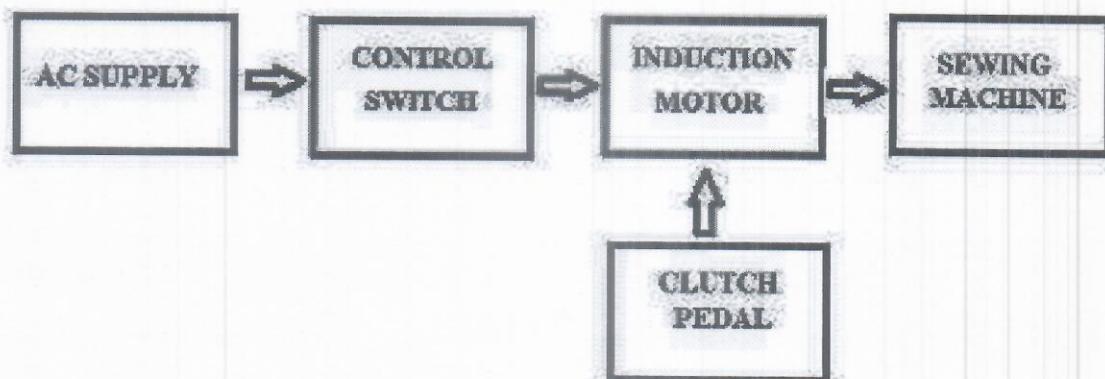 AC SUPPLY
CONTROL
SWITCH
INDUCTION
MOTOR
SEWING
MACHINE
CLUTCH
PEDAL